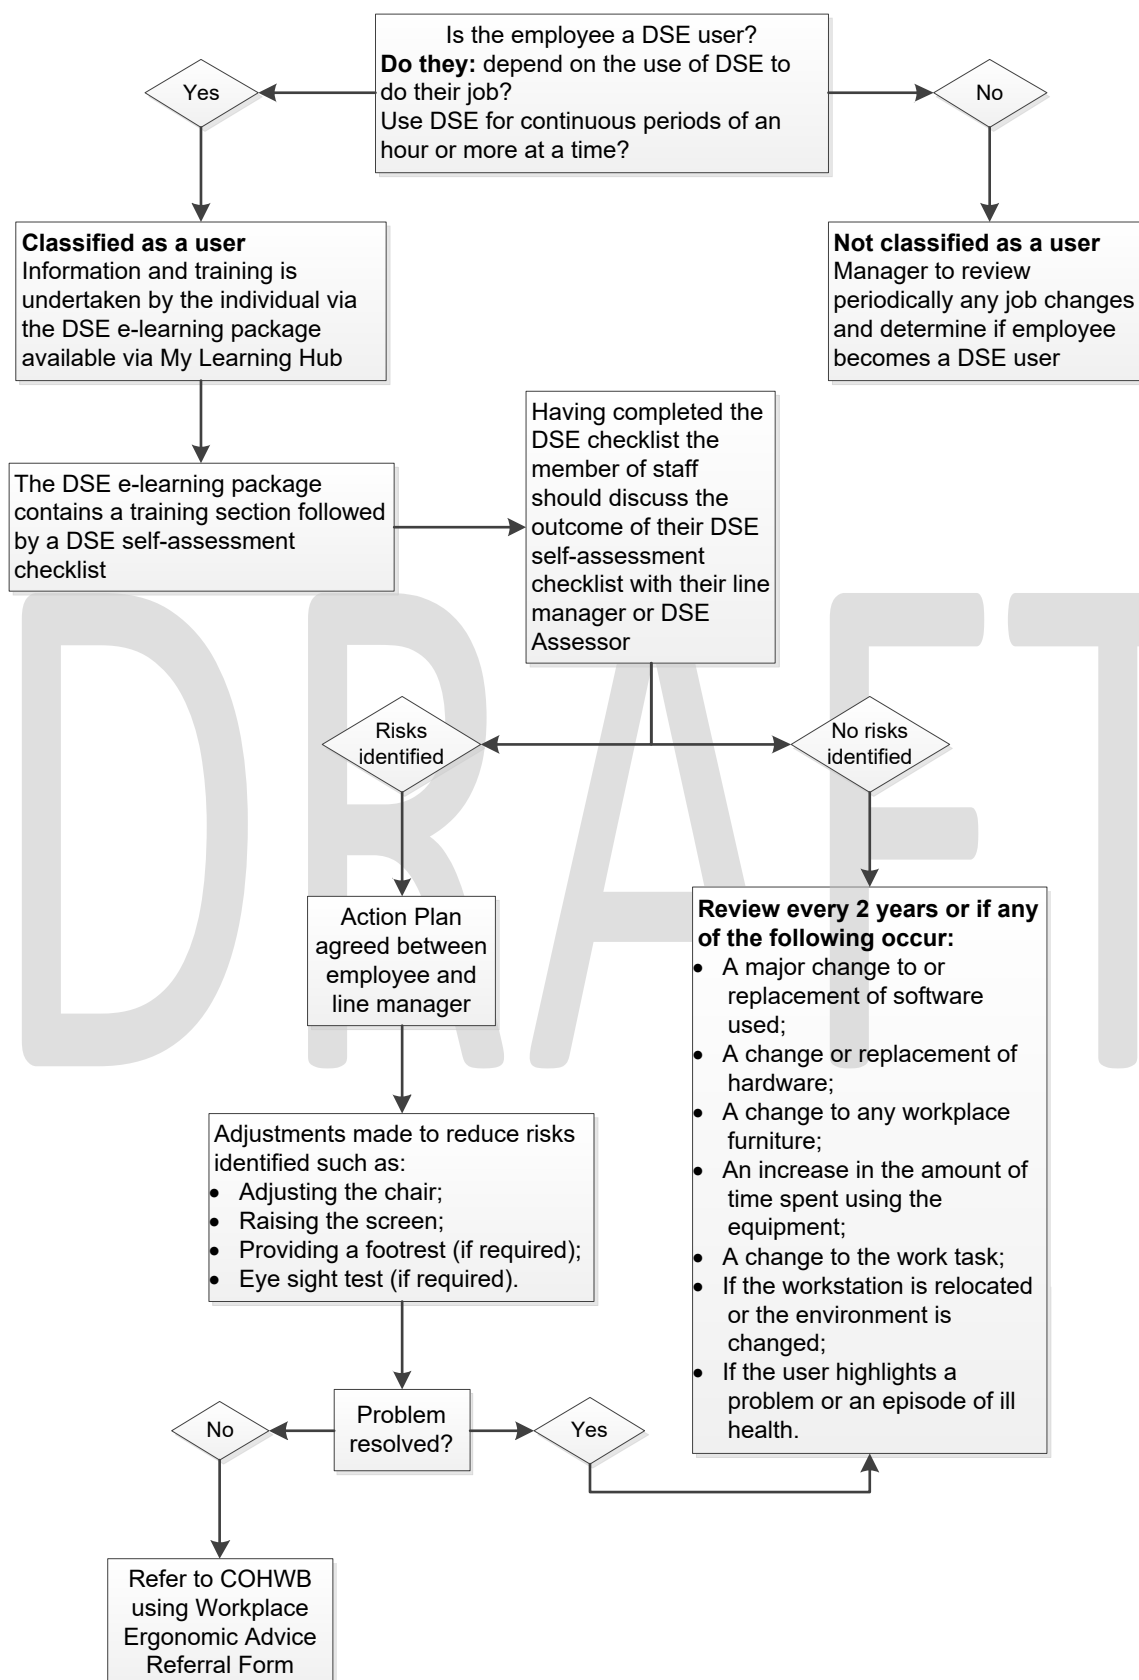 Is the employee a DSE user?
Do they: depend on the use of DSE to
do their job?
Use DSE for continuous periods of an
hour or more at a time?
Yes
No
Classified as a user
Information and training is
undertaken by the individual via
the DSE e-learning package
available via My Learning Hub
Not classified as a user
Manager to review
periodically any job changes
and determine if employee
becomes a DSE user
The DSE e-learning package
contains a training section followed
by a DSE self-assessment
checklist
Having completed the
DSE checklist the
member of staff
should discuss the
outcome of their DSE
self-assessment
checklist with their line
manager or DSE
Assessor
DRAFT
Risks
identified
No risks
identified
Action Plan
agreed between
employee and
line manager
Review every 2 years or if any
of the following occur:
• A major change to or
replacement of software
used;
• A change or replacement of
hardware;
• A change to any workplace
furniture;
• An increase in the amount of
time spent using the
equipment;
• A change to the work task;
• If the workstation is relocated
or the environment is
changed;
• If the user highlights a
problem or an episode of ill
health.
Adjustments made to reduce risks
identified such as:
• Adjusting the chair;
• Raising the screen;
• Providing a footrest (if required);
• Eye sight test (if required).
Problem
resolved?
No
Yes
Refer to COHWB
using Workplace
Ergonomic Advice
Referral Form